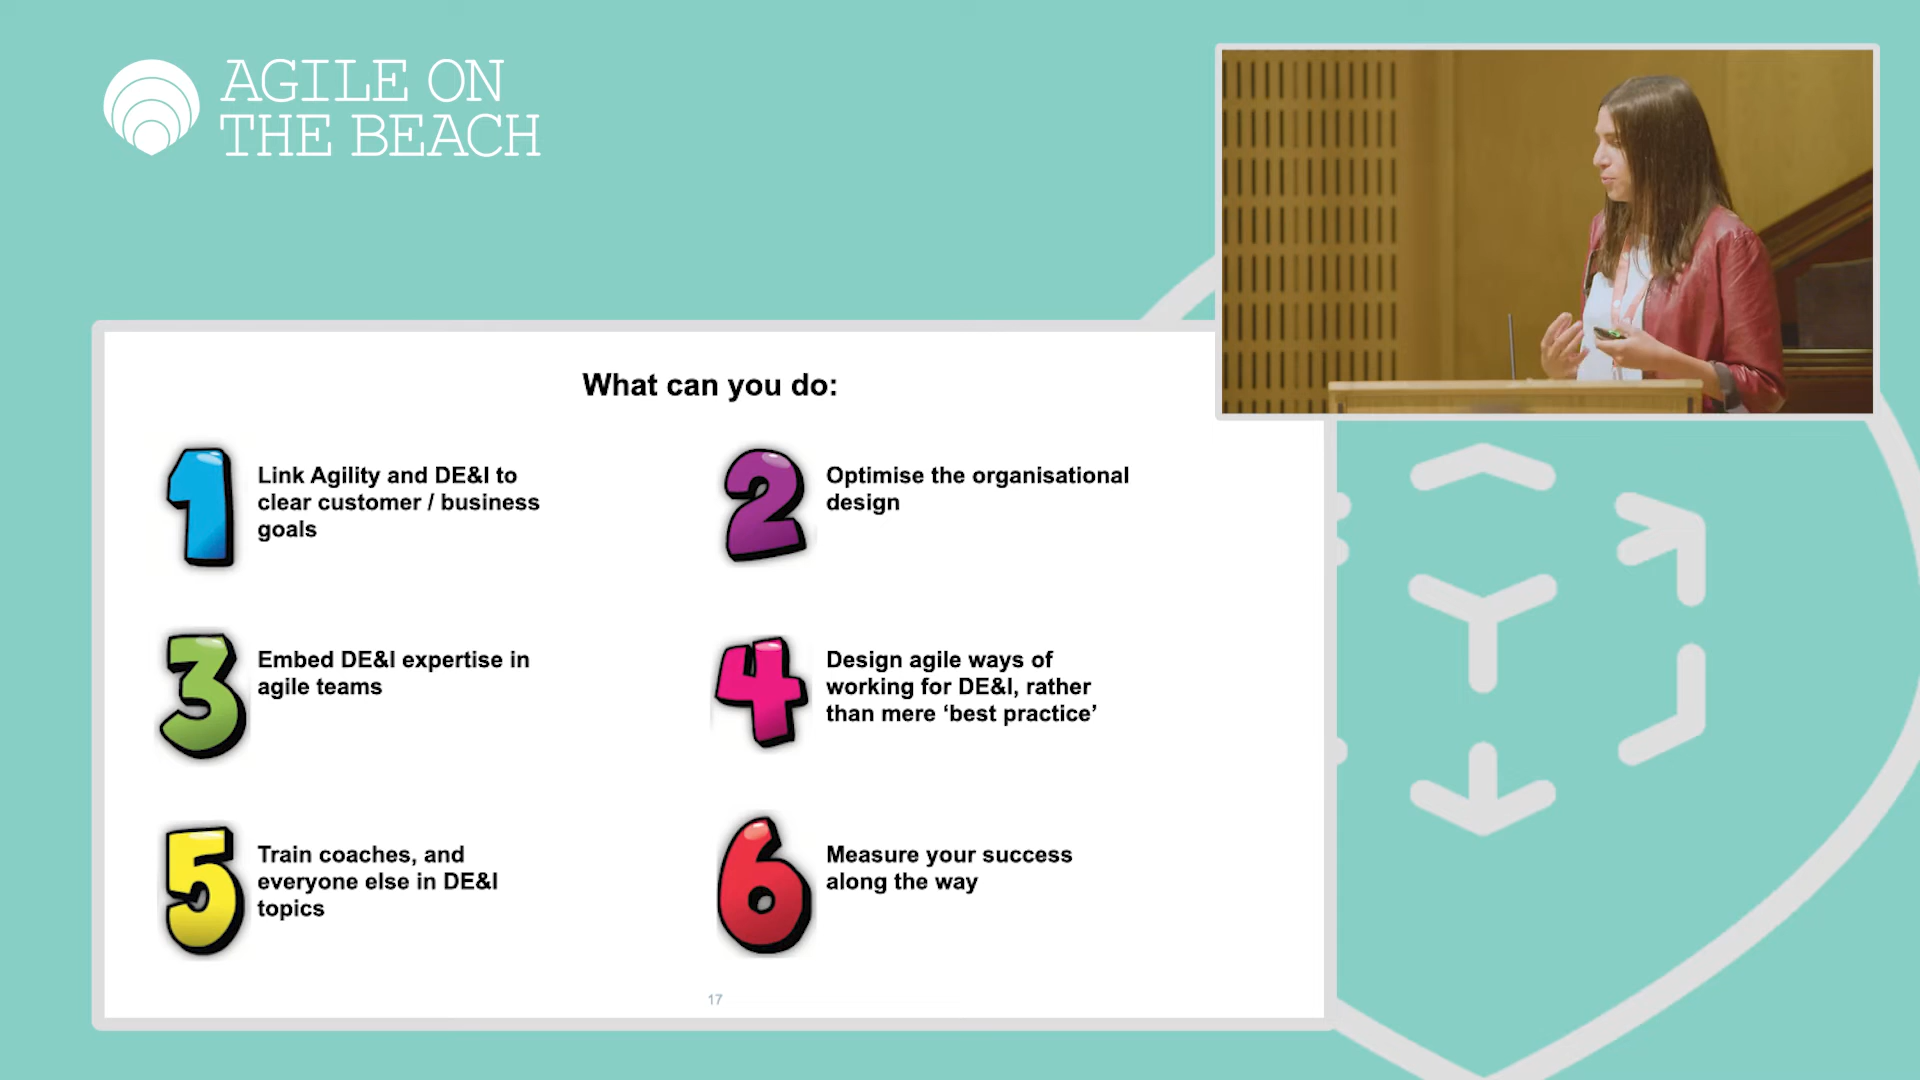 AGILE ON
THE BEACH
What can you do:
1
Link Agility and DE&I to
clear customer / business
goals
2
Optimise the organisational
design
3
Embed DE&I expertise in
agile teams
4
Design agile ways of
working for DE&I, rather
than mere ‘best practice’
5
Train coaches, and
everyone else in DE&I
topics
6
Measure your success
along the way
17